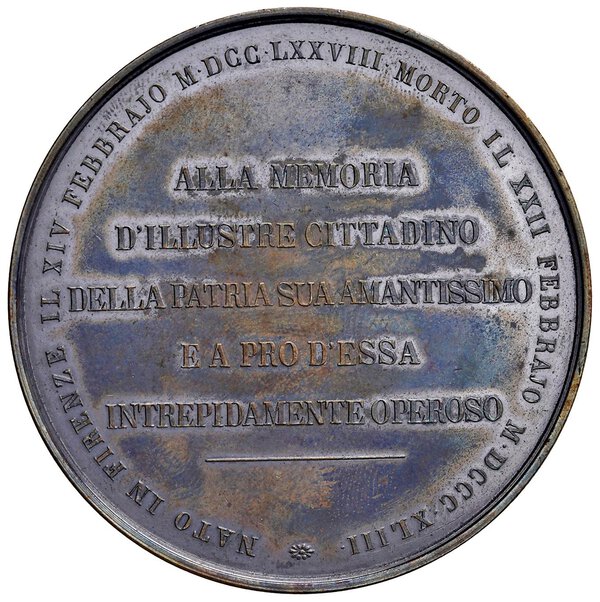 NATO IN FIRENZE IL XIV FEBBRAJO M·DCC·LXXVIII MORTO IL XXII FEBBRAJO M·DCCC·XLIII·
ALLA MEMORIA
D'ILLUSTRE CITTADINO
DELLA PATRIA SUA AMANTISSIMO
E A PRO D'ESSA
INTREPIDAMENTE OPEROSO